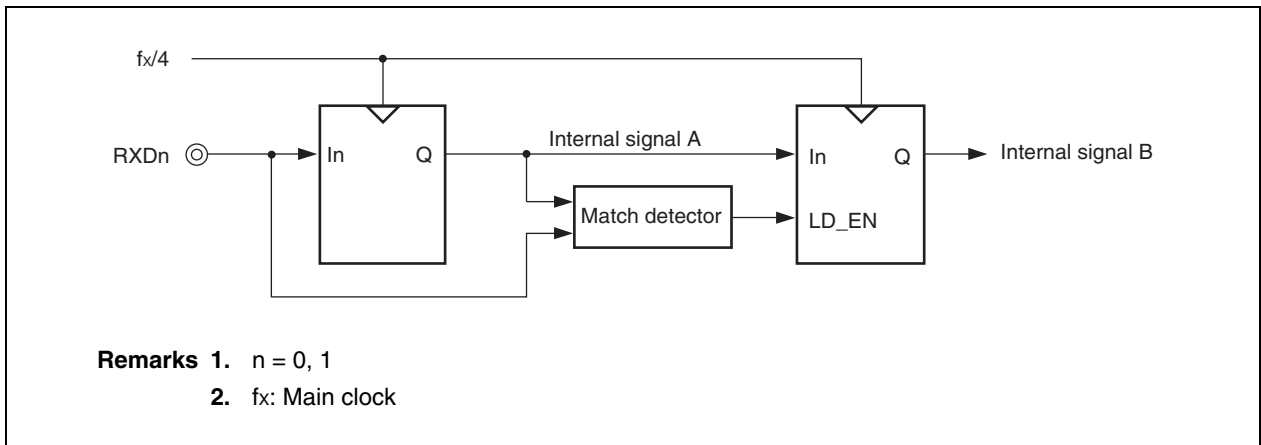 fx/4
RXDn
In
Q
Internal signal A
In
Q
Internal signal B
Match detector
LD_EN
Remarks 1. n = 0, 1
2. fx: Main clock